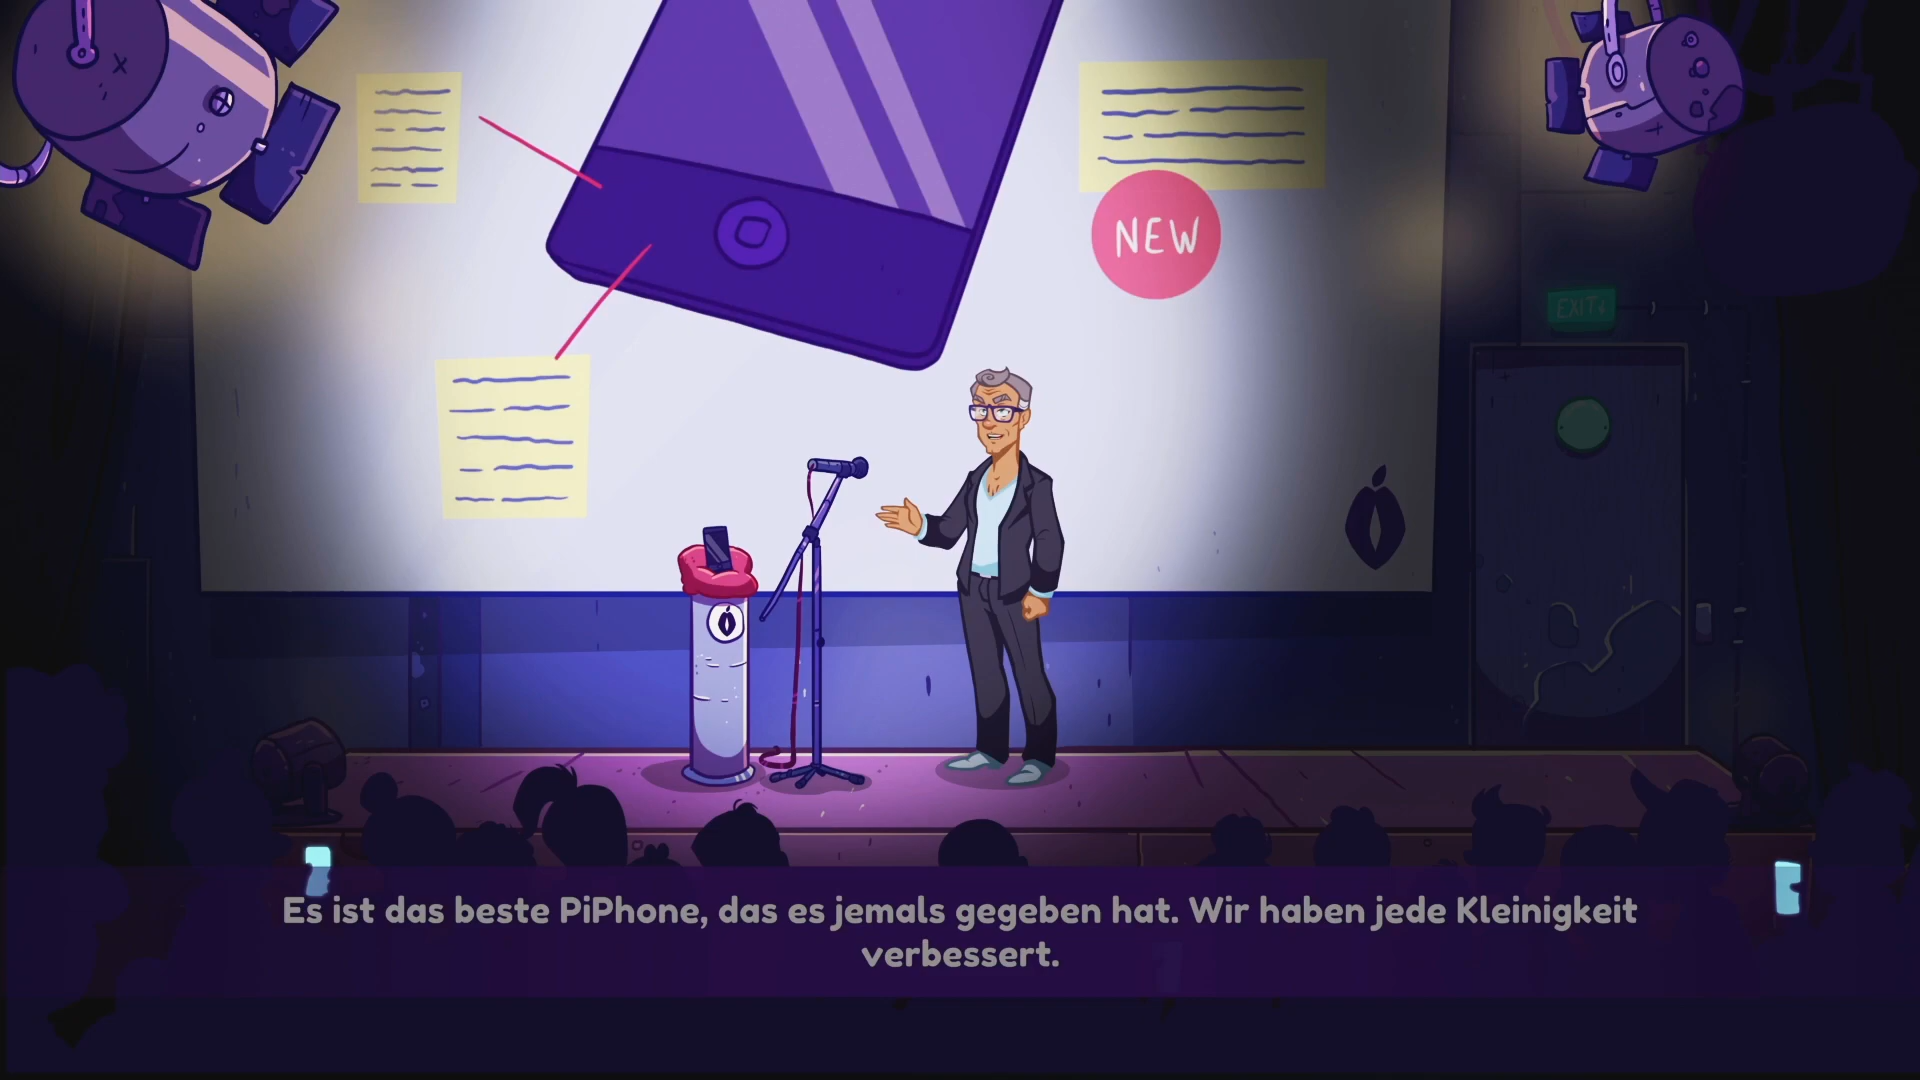 NEW
EXIT
Es ist das beste PiPhone, das es jemals gegeben hat. Wir haben jede Kleinigkeit
verbessert.